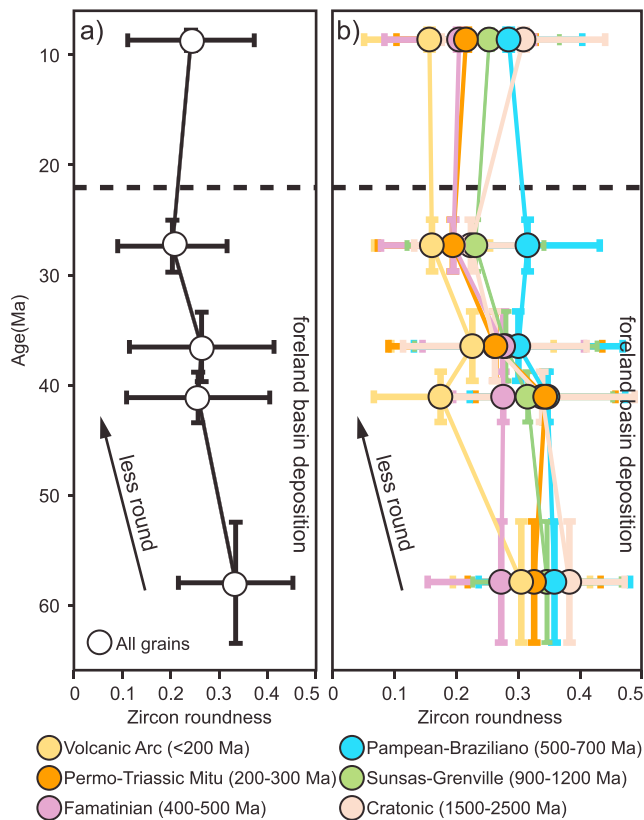 a)
b)
10
20
30
40
50
60
Age(Ma)
less round
foreland basin deposition
All grains
less round
foreland basin deposition
0 0.1 0.2 0.3 0.4 0.5
0.1 0.2 0.3 0.4 0.5
Zircon roundness
Zircon roundness
Volcanic Arc (<200 Ma)
Pampean-Braziliano (500-700 Ma)
Permo-Triassic Mitu (200-300 Ma)
Sunsas-Grenville (900-1200 Ma)
Famatinian (400-500 Ma)
Cratonic (1500-2500 Ma)